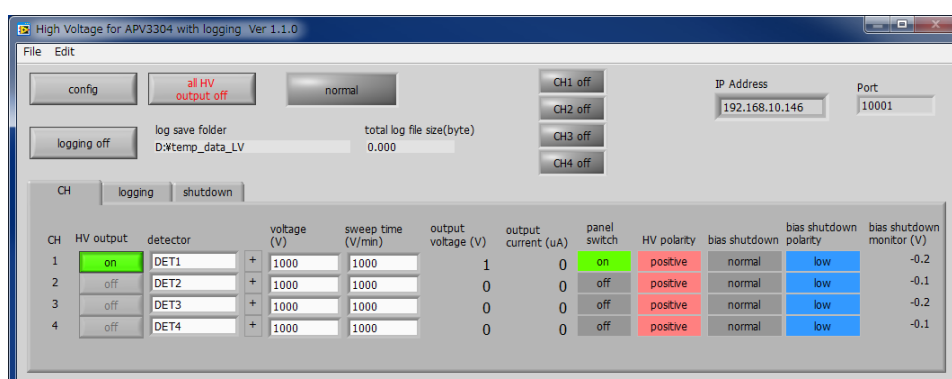 High Voltage for APV3304 with logging Ver 1.1.0
File Edit
config
all HV output off
normal
CH1 off
IP Address
Port
192.168.10.146
10001
CH2 off
logging off
log save folder
total log file size(byte)
D:¥temp_data_LV
0.000
CH3 off
CH4 off
CH logging shutdown
CH HV output detector voltage (V) sweep time (V/min) output voltage (V) output current (uA) panel switch HV polarity bias shutdown bias shutdown polarity bias shutdown monitor (V)
1 on DET1 + 1000 1000 1 0 on positive normal low -0.2
2 off DET2 + 1000 1000 0 0 off positive normal low -0.1
3 off DET3 + 1000 1000 0 0 off positive normal low -0.2
4 off DET4 + 1000 1000 0 0 off positive normal low -0.1